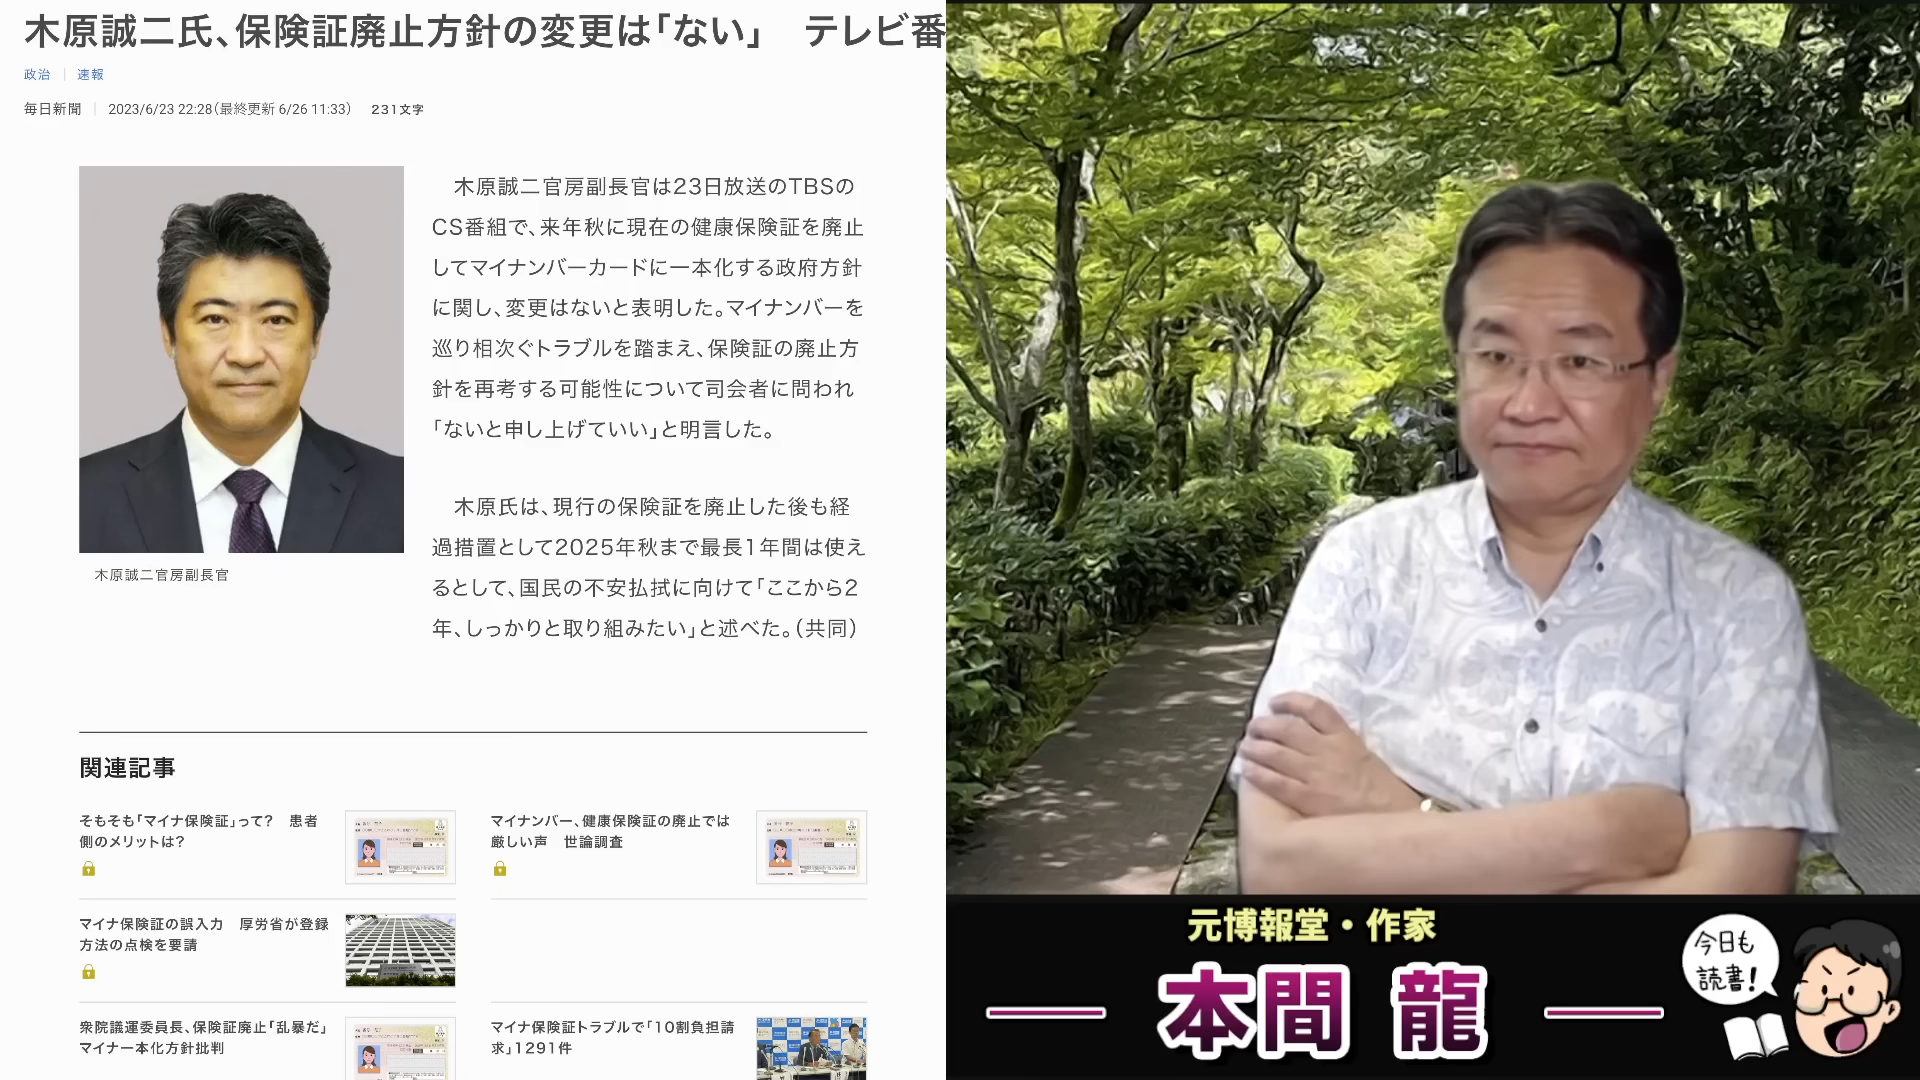 木原誠二氏、保険証廃止方針の変更は「ない」　テレビ番
政治 | 速報
毎日新聞 | 2023/6/23 22:28(最終更新 6/26 11:33) 231文字
木原誠二官房副長官は23日放送のTBSの
CS番組で、来年秋に現在の健康保険証を廃止
してマイナンバーカードに一本化する政府方針
に関し、変更はないと表明した。マイナンバーを
巡り相次ぐトラブルを踏まえ、保険証の廃止方
針を再考する可能性について司会者に問われ
「ないと申し上げていい」と明言した。
木原氏は、現行の保険証を廃止した後も経
過措置として2025年秋まで最長1年間は使え
るとして、国民の不安払拭に向けて「ここから2
年、しっかりと取り組みたい」と述べた。(共同)
木原誠二官房副長官
関連記事
そもそも「マイナ保険証」って?　患者
側のメリットは?
マイナンバー、健康保険証の廃止では
厳しい声　世論調査
マイナ保険証の誤入力　厚労省が登録
方法の点検を要請
衆院議運委員長、保険証廃止「乱暴だ」
マイナ一本化方針批判
マイナ保険証トラブルで「10割負担請
求」1291件
元博報堂・作家
本間 龍
今日も
読書!